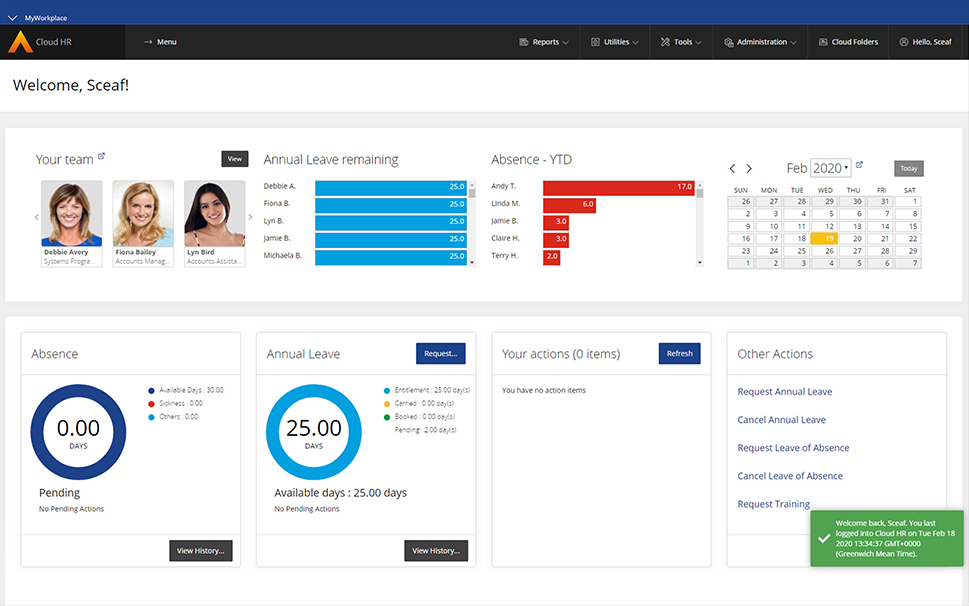 MyWorkplace
Cloud HR
Menu
Reports
Utilities
Tools
Administration
Cloud Folders
Hello, Sceaf
Welcome, Sceaf!
Your team
View
Debbie Avery
Systems Progra...
Fiona Bailey
Accounts Manag...
Lyn Bird
Accounts Assista...
Annual Leave remaining
Debbie A. 25.0
Fiona B. 25.0
Lyn B. 25.0
Jamie B. 25.0
Michaela B. 25.0
Absence - YTD
Andy T. 17.0
Linda M. 6.0
Jamie B. 3.0
Claire H. 3.0
Terry H. 2.0
Feb 2020
Today
SUN MON TUE WED THU FRI SAT
26 27 28 29 30 31 1
2 3 4 5 6 7 8
9 10 11 12 13 14 15
16 17 18 19 20 21 22
23 24 25 26 27 28 29
1 2 3 4 5 6 7
Absence
0.00
DAYS
Available Days : 30.00
Sickness : 0.00
Others : 0.00
Pending
No Pending Actions
View History...
Annual Leave
Request...
25.00
DAYS
Entitlement : 25.00 day(s)
Carried : 0.00 day(s)
Booked : 0.00 day(s)
Pending : 2.00 day(s)
Available days : 25.00 days
No Pending Actions
View History...
Your actions (0 items)
Refresh
You have no action items
Other Actions
Request Annual Leave
Cancel Annual Leave
Request Leave of Absence
Cancel Leave of Absence
Request Training
Welcome back, Sceaf. You last
logged into Cloud HR on Tue Feb 18
2020 13:34:37 GMT+0000
(Greenwich Mean Time).